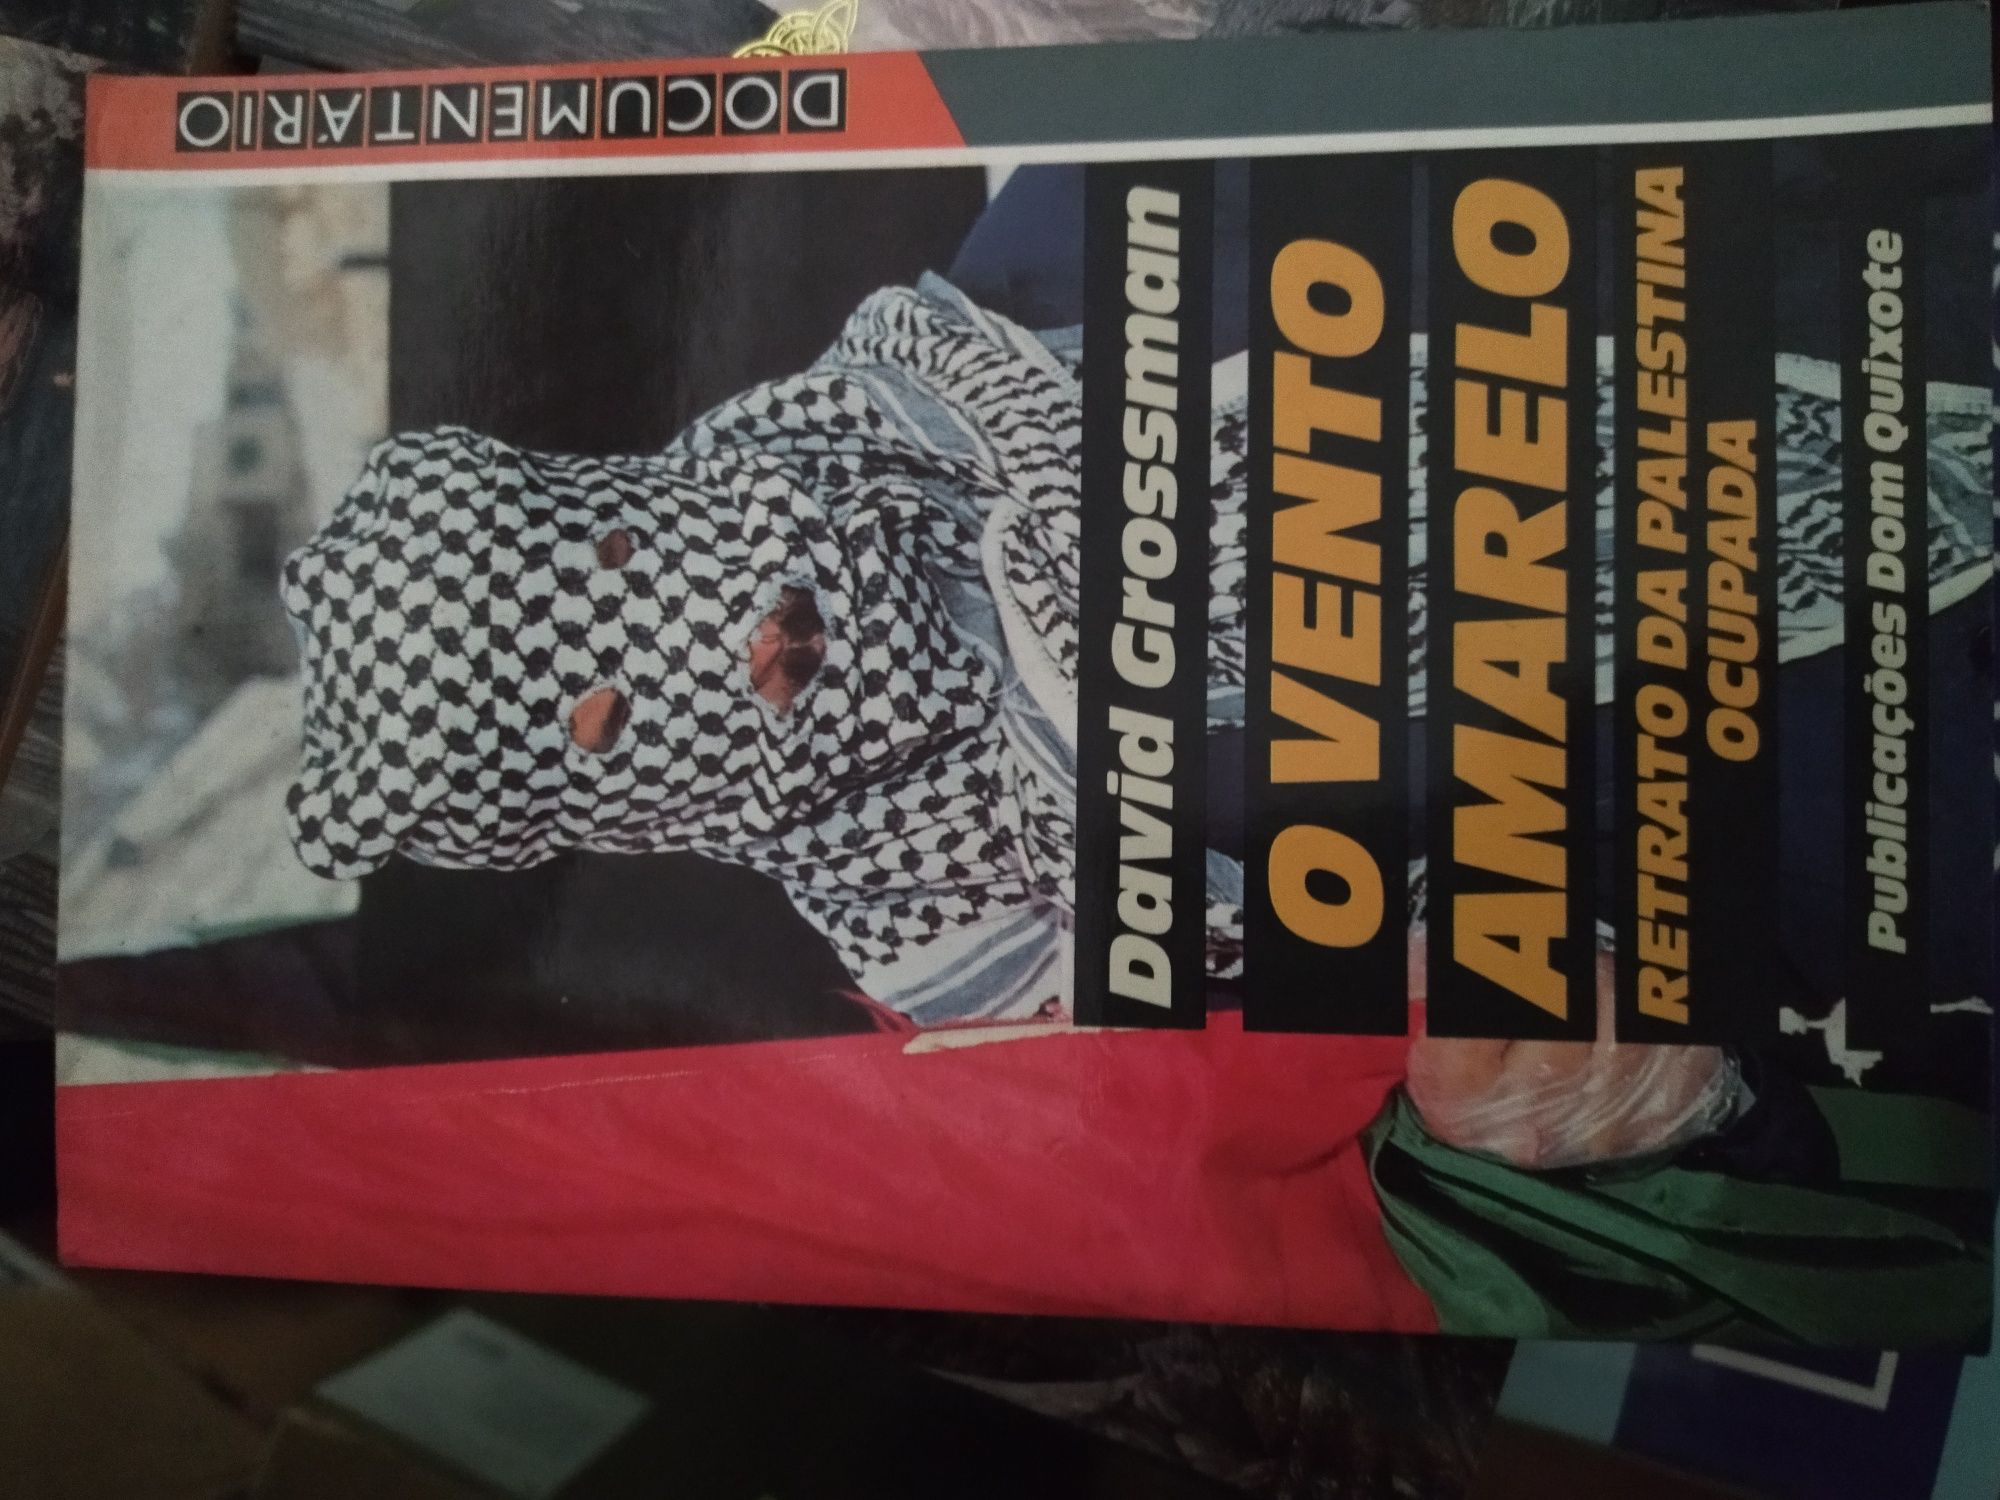 DOCUMENTÁRIO
David Grossman
O VENTO
AMARELO
RETRATO DA PALESTINA
OCUPADA
Publicações Dom Quixote